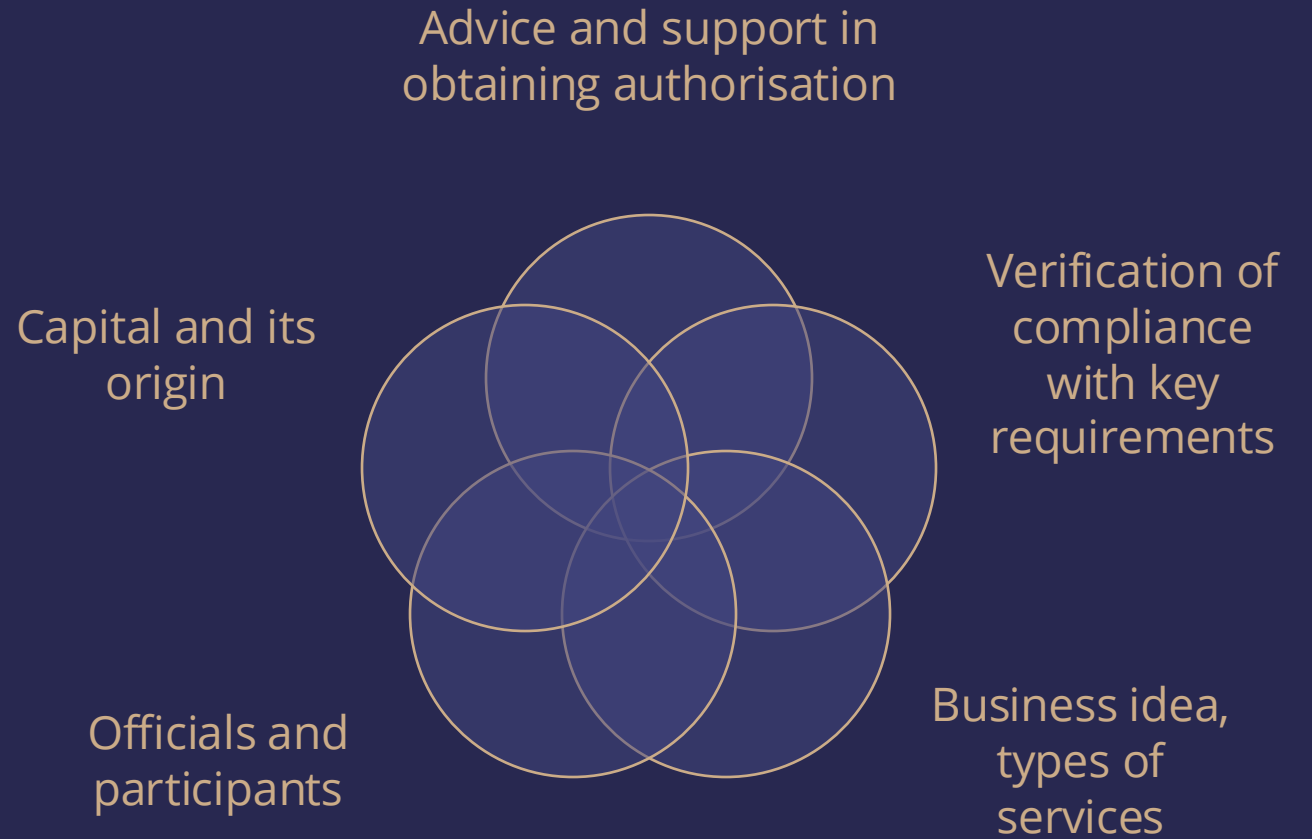 Advice and support in
obtaining authorisation
Verification of
compliance
with key
requirements
Business idea,
types of
services
Officials and
participants
Capital and its
origin